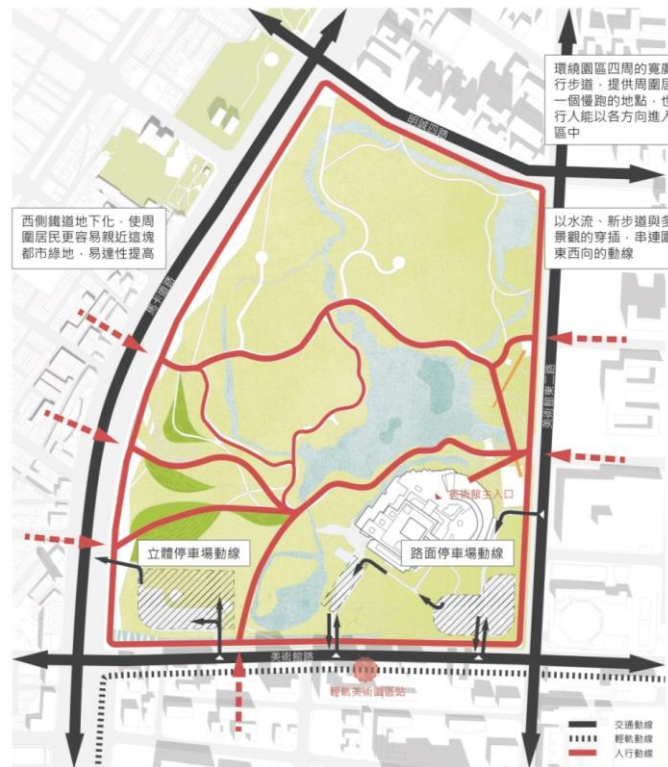 環繞園區四周的寬廣
行步道，提供周圍居
一個慢跑的地點，也
行人能以各方向進入
區中
明誠四路
西側鐵道地下化，使周
圍居民更容易親近這塊
都市綠地，易達性提高
以水流、新步道與多
景觀的穿插，串連園
東西向的動線
馬卡道路
美術館東二路
美術館主入口
立體停車場動線
路面停車場動線
美術館路
輕軌美術館區站
交通動線
輕軌動線
人行動線